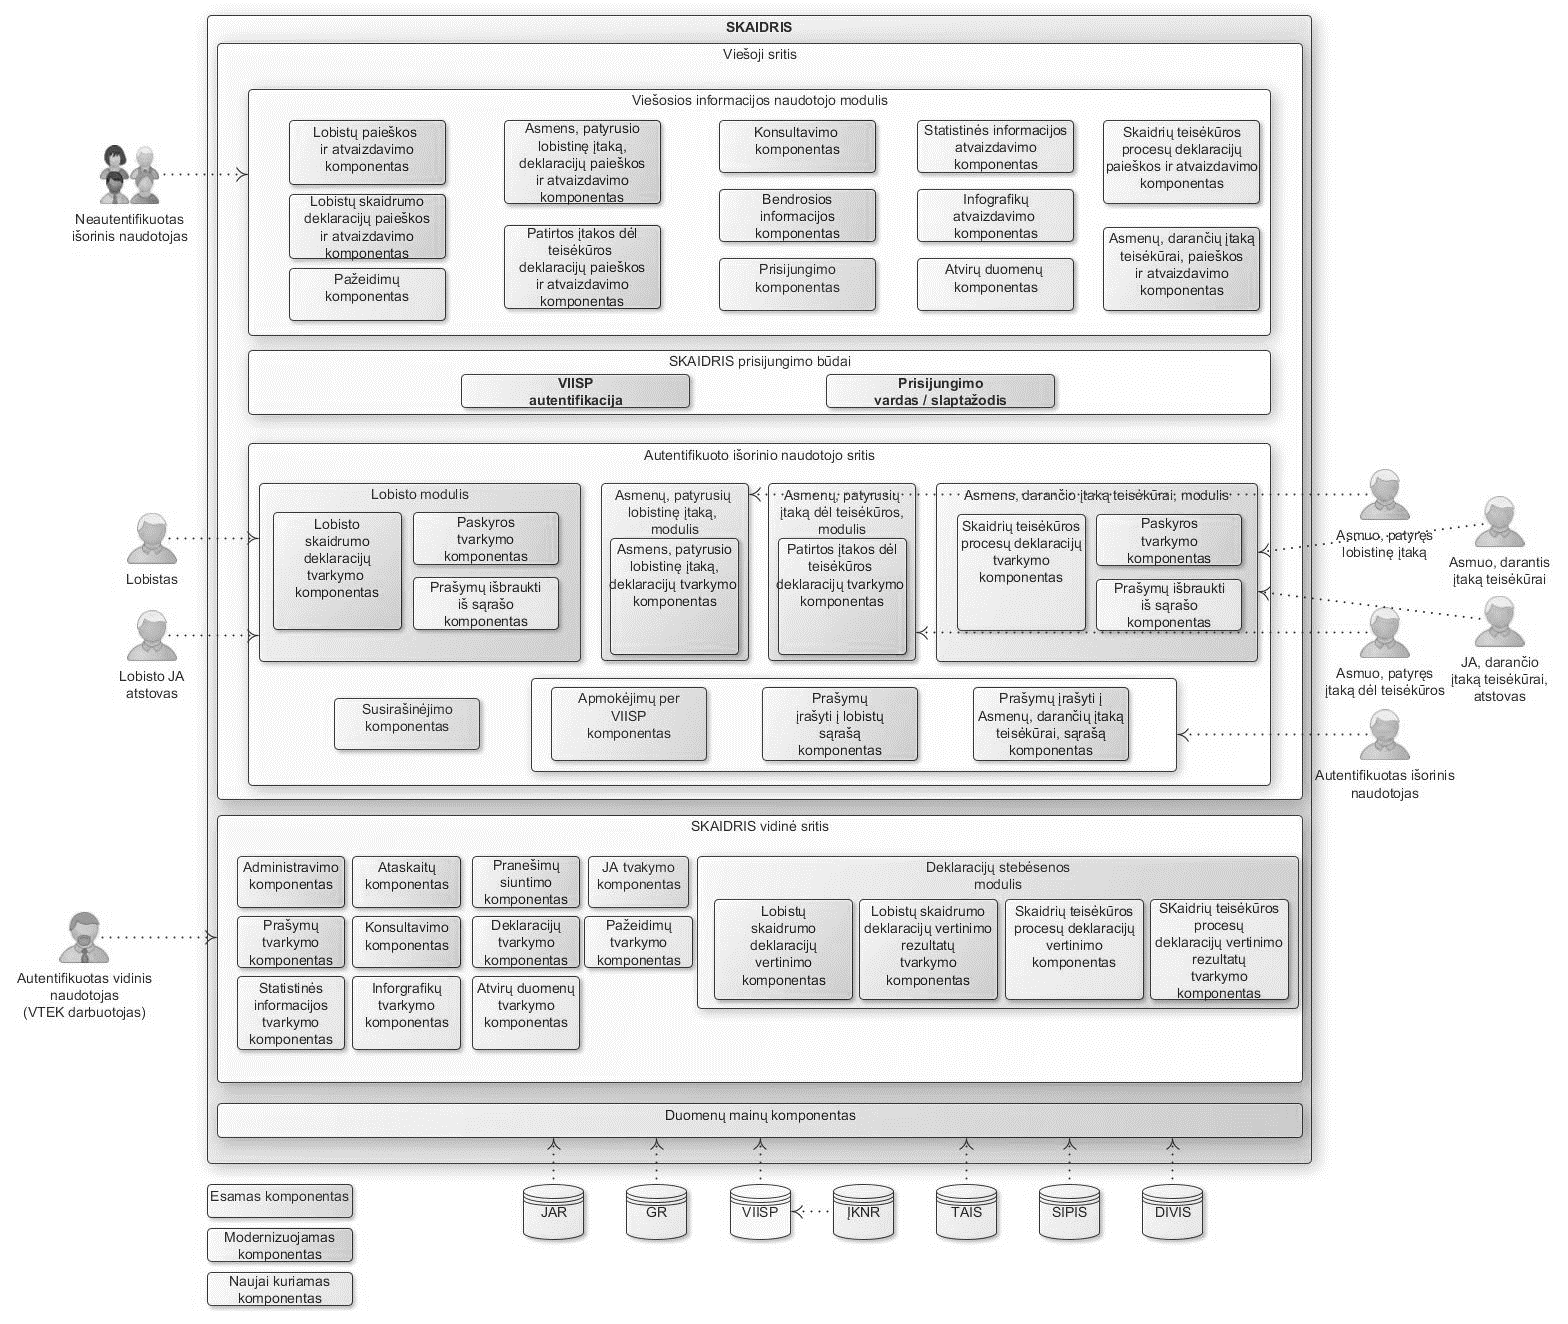 SKAIDRIS
Viešoji sritis
Viešosios informacijos naudotojo modulis
Lobistų paieškos
ir atvaizdavimo
komponentas
Lobistų skaidrumo
deklaracijų paieškos
ir atvaizdavimo
komponentas
Pažeidimų
komponentas
Asmens, patyrusio
lobistinę įtaką,
deklaracijų paieškos
ir atvaizdavimo
komponentas
Patirtos įtakos dėl
teisėkūros
deklaracijų paieškos
ir atvaizdavimo
komponentas
Konsultavimo
komponentas
Bendrosios
informacijos
komponentas
Prisijungimo
komponentas
Statistinės informacijos
atvaizdavimo
komponentas
Infografikų
atvaizdavimo
komponentas
Atvirų duomenų
komponentas
Skaidrių teisėkūros
procesų deklaracijų
paieškos ir atvaizdavimo
komponentas
Asmenų, darančių įtaką
teisėkūrai, paieškos
ir atvaizdavimo
komponentas
Neautentifikuotas
išorinis naudotojas
SKAIDRIS prisijungimo būdai
VIISP
autentifikacija
Prisijungimo
vardas / slaptažodis
Autentifikuoto išorinio naudotojo sritis
Lobisto modulis
Lobisto
skaidrumo
deklaracijų
tvarkymo
komponentas
Paskyros
tvarkymo
komponentas
Prašymų išbraukti
iš sąrašo
komponentas
Asmenų, patyrusių
lobistinę įtaką,
modulis
Asmens, patyrusio
lobistinę įtaką,
deklaracijų tvarkymo
komponentas
Asmenų, patyrusių
įtaką dėl teisėkūros,
modulis
Patirtos įtakos dėl
teisėkūros
deklaracijų tvarkymo
komponentas
Asmens, darančio įtaką teisėkūrai, modulis
Skaidrių teisėkūros
procesų deklaracijų
tvarkymo
komponentas
Paskyros
tvarkymo
komponentas
Prašymų išbraukti
iš sąrašo
komponentas
Lobistas
Lobisto JA
atstovas
Asmuo, patyręs
lobistinę įtaką
Asmuo, darantis
įtaką teisėkūrai
Asmuo, patyręs
įtaką dėl teisėkūros
JA, darančio
įtaką teisėkūrai,
atstovas
Susirašinėjimo
komponentas
Apmokėjimų per
VIISP
komponentas
Prašymų
įrašyti į lobistų
sąrašą
komponentas
Prašymų įrašyti į
Asmenų, darančių įtaką
teisėkūrai, sąrašą
komponentas
Autentifikuotas išorinis
naudotojas
SKAIDRIS vidinė sritis
Administravimo
komponentas
Ataskaitų
komponentas
Pranešimų
siuntimo
komponentas
JA tvakymo
komponentas
Prašymų
tvarkymo
komponentas
Konsultavimo
komponentas
Deklaracijų
tvarkymo
komponentas
Pažeidimų
tvarkymo
komponentas
Statistinės
informacijos
tvarkymo
komponentas
Inforgrafikų
tvarkymo
komponentas
Atvirų duomenų
tvarkymo
komponentas
Deklaracijų stebėsenos
modulis
Lobistų
skaidrumo
deklaracijų
vertinimo
komponentas
Lobistų skaidrumo
deklaracijų vertinimo
rezultatų
tvarkymo
komponentas
Skaidrių teisėkūros
procesų deklaracijų
vertinimo
komponentas
SKaidrių teisėkūros
procesų
deklaracijų vertinimo
rezultatų
tvarkymo
komponentas
Autentifikuotas vidinis
naudotojas
(VTEK darbuotojas)
Duomenų mainų komponentas
JAR
GR
VIISP
ĮKNR
TAIS
SIPIS
DIVIS
Esamas komponentas
Modernizuojamas
komponentas
Naujai kuriamas
komponentas